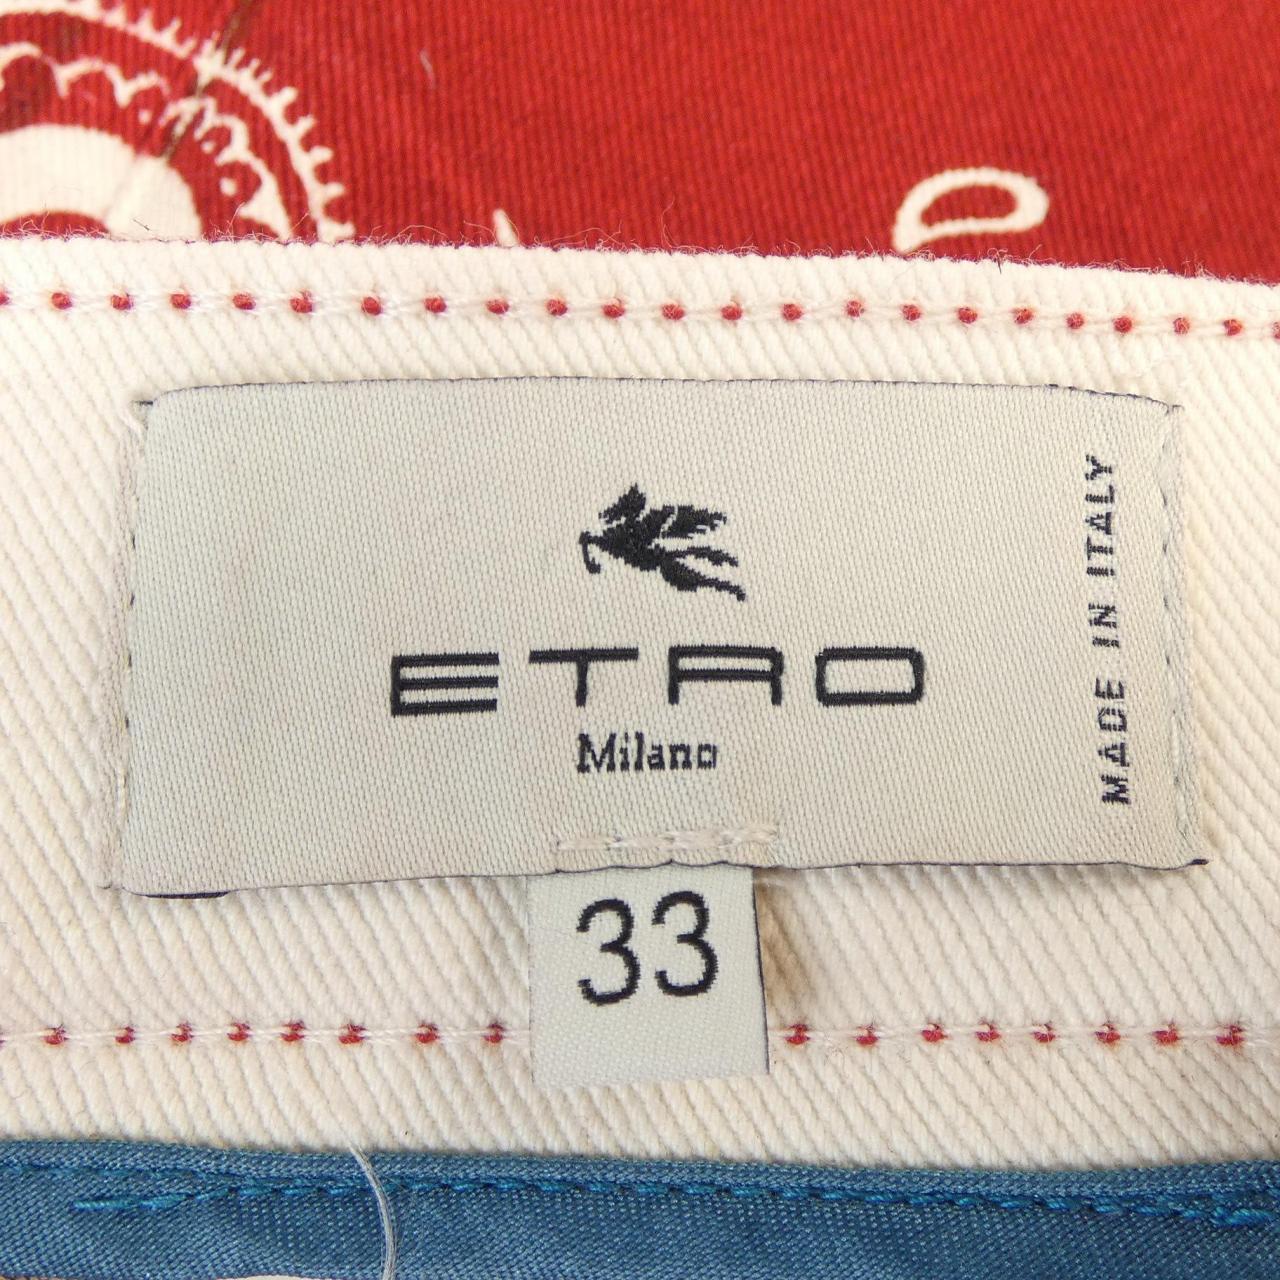 ETRO
Milano
MADE IN ITALY
33